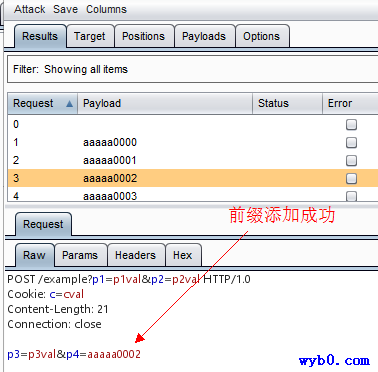 Attack Save Columns
Results Target Positions Payloads Options
Filter: Showing all items
Request Payload Status Error
0
1 aaaaa0000
2 aaaaa0001
3 aaaaa0002
4 aaaaa0003
前缀添加成功
Request
Raw Params Headers Hex
POST /example?p1=p1val&p2=p2val HTTP/1.0
Cookie: c=cval
Content-Length: 21
Connection: close
p3=p3val&p4=aaaaa0002
wyb0.com